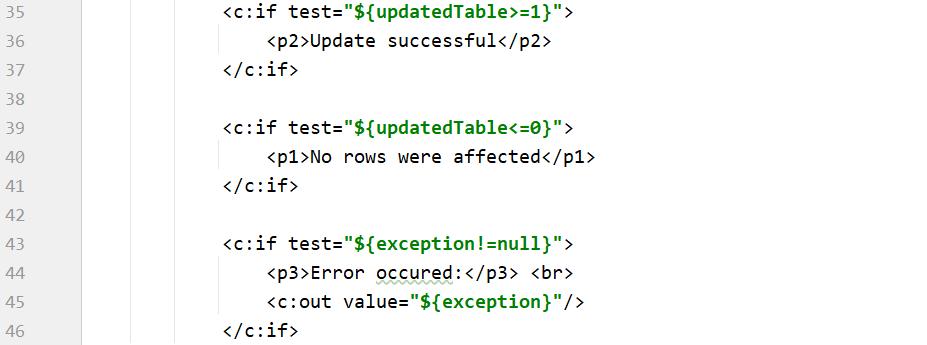 35 <c:if test="${updatedTable>=1}">
36 <p2>Update successful</p2>
37 </c:if>
38
39 <c:if test="${updatedTable<=0}">
40 <p1>No rows were affected</p1>
41 </c:if>
42
43 <c:if test="${exception!=null}">
44 <p3>Error occured:</p3> <br>
45 <c:out value="${exception}"/>
46 </c:if>